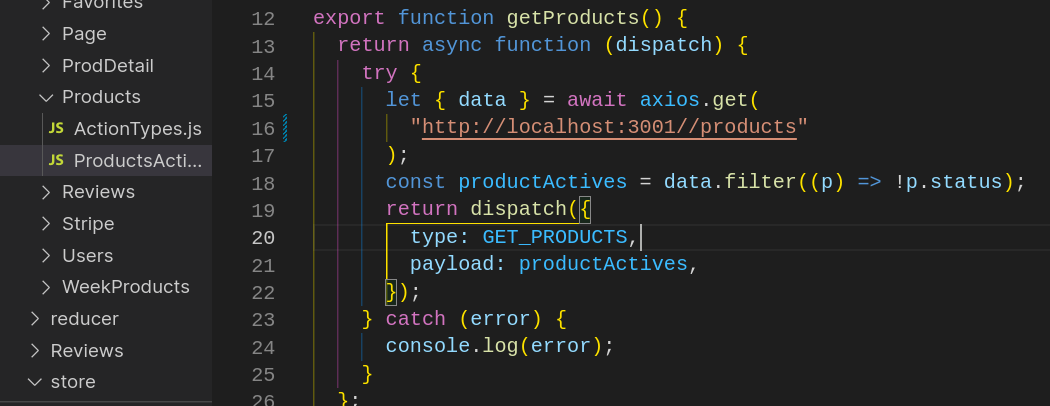 Favorites
Page
ProdDetail
Products
JS ActionTypes.js
JS ProductsActi...
Reviews
Stripe
Users
WeekProducts
reducer
Reviews
store
12 export function getProducts() {
13 return async function (dispatch) {
14 try {
15 let { data } = await axios.get(
16 "http://localhost:3001//products"
17 );
18 const productActives = data.filter((p) => !p.status);
19 return dispatch({
20 type: GET_PRODUCTS,
21 payload: productActives,
22 });
23 } catch (error) {
24 console.log(error);
25 }
26 };